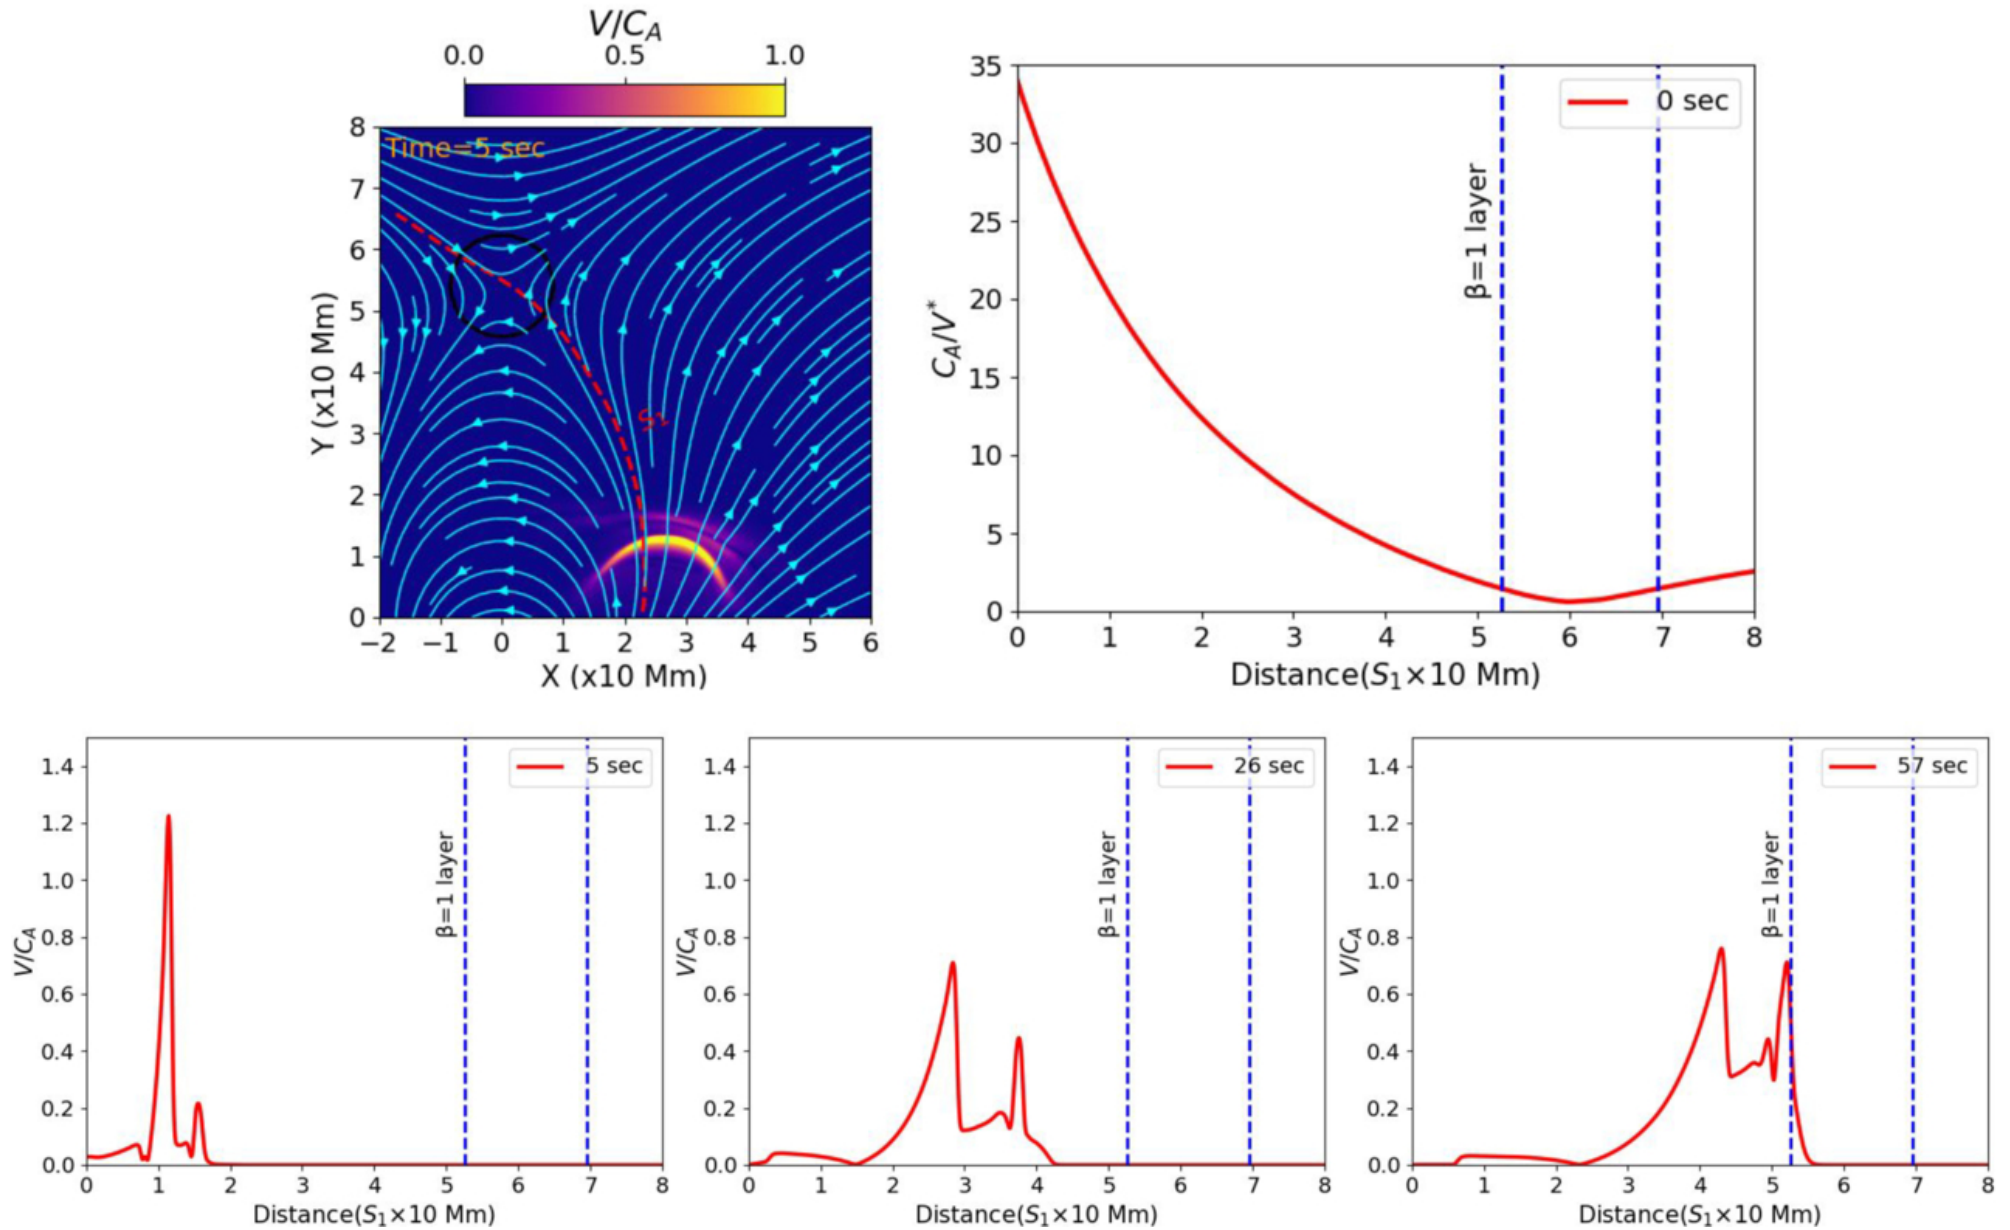 V/C_A
0.0 0.5 1.0
Time=5 sec
8
7
6
5
4
3
2
1
0
Y (x10 Mm)
S₁
−2 −1 0 1 2 3 4 5 6
X (x10 Mm)
35
30
25
20
15
10
5
0
C_A/V*
β=1 layer
0 sec
0 1 2 3 4 5 6 7 8
Distance(S₁×10 Mm)
1.4
1.2
1.0
0.8
0.6
0.4
0.2
0.0
V/C_A
β=1 layer
5 sec
0 1 2 3 4 5 6 7 8
Distance(S₁×10 Mm)
1.4
1.2
1.0
0.8
0.6
0.4
0.2
0.0
V/C_A
β=1 layer
26 sec
0 1 2 3 4 5 6 7 8
Distance(S₁×10 Mm)
1.4
1.2
1.0
0.8
0.6
0.4
0.2
0.0
V/C_A
β=1 layer
57 sec
0 1 2 3 4 5 6 7 8
Distance(S₁×10 Mm)